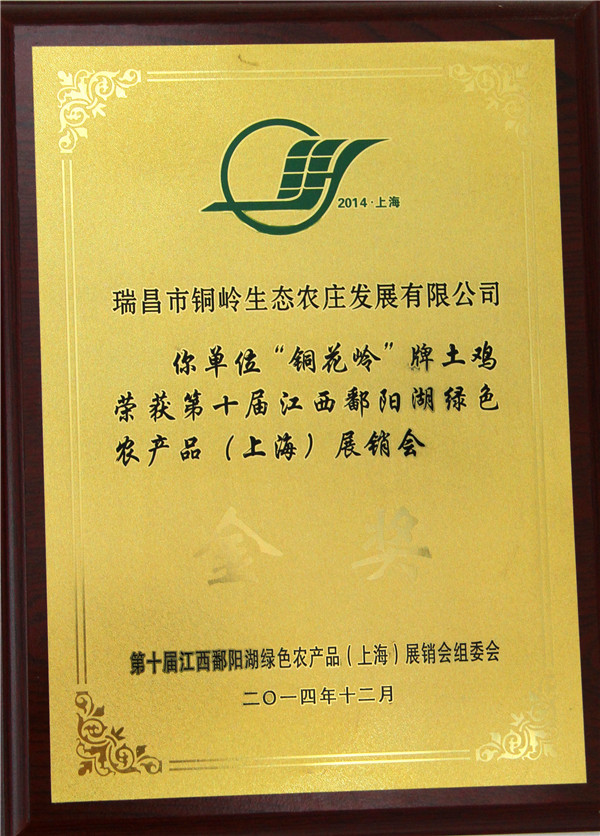 2014·上海
瑞昌市铜岭生态农庄发展有限公司
你单位“铜花岭”牌土鸡
荣获第十届江西鄱阳湖绿色
农产品（上海）展销会
金奖
第十届江西鄱阳湖绿色农产品（上海）展销会组委会
二〇一四年十二月